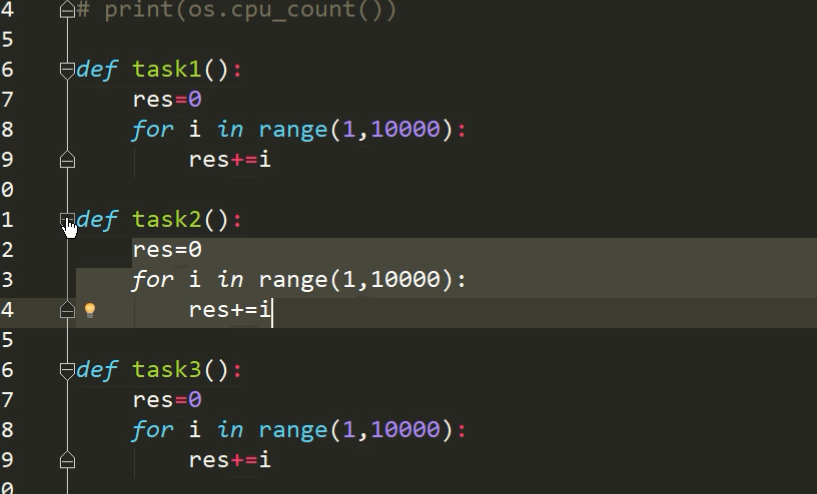 4 # print(os.cpu_count())
5
6 def task1():
7     res=0
8     for i in range(1,10000):
9         res+=i
0
1 def task2():
2     res=0
3     for i in range(1,10000):
4         res+=i
5
6 def task3():
7     res=0
8     for i in range(1,10000):
9         res+=i
0